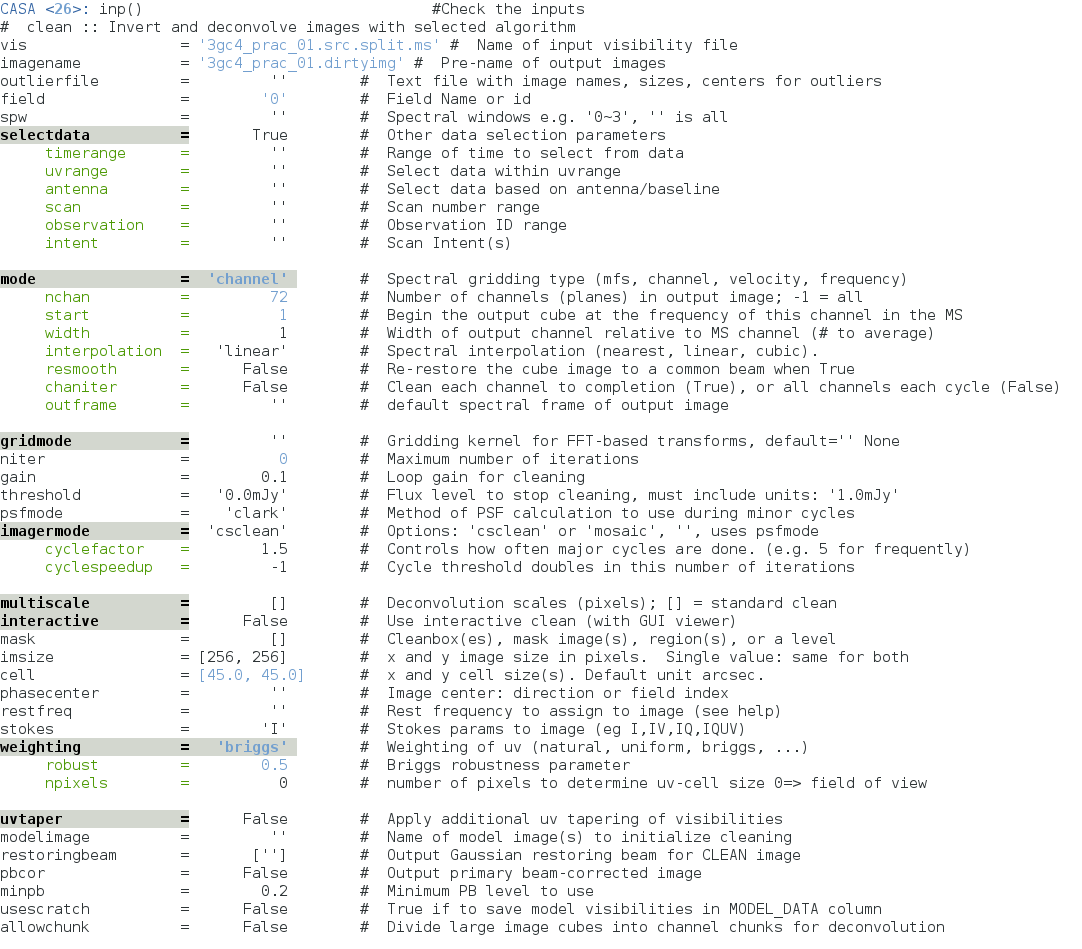 CASA <26>: inp() #Check the inputs
# clean :: Invert and deconvolve images with selected algorithm
vis = '3gc4_prac_01.src.split.ms' # Name of input visibility file
imagename = '3gc4_prac_01.dirtyimg' # Pre-name of output images
outlierfile = '' # Text file with image names, sizes, centers for outliers
field = '0' # Field Name or id
spw = '' # Spectral windows e.g. '0~3', '' is all
selectdata = True # Other data selection parameters
timerange = '' # Range of time to select from data
uvrange = '' # Select data within uvrange
antenna = '' # Select data based on antenna/baseline
scan = '' # Scan number range
observation = '' # Observation ID range
intent = '' # Scan Intent(s)
mode = 'channel' # Spectral gridding type (mfs, channel, velocity, frequency)
nchan = 72 # Number of channels (planes) in output image; -1 = all
start = 1 # Begin the output cube at the frequency of this channel in the MS
width = 1 # Width of output channel relative to MS channel (# to average)
interpolation = 'linear' # Spectral interpolation (nearest, linear, cubic).
resmooth = False # Re-restore the cube image to a common beam when True
chaniter = False # Clean each channel to completion (True), or all channels each cycle (False)
outframe = '' # default spectral frame of output image
gridmode = '' # Gridding kernel for FFT-based transforms, default='' None
niter = 0 # Maximum number of iterations
gain = 0.1 # Loop gain for cleaning
threshold = '0.0mJy' # Flux level to stop cleaning, must include units: '1.0mJy'
psfmode = 'clark' # Method of PSF calculation to use during minor cycles
imagermode = 'csclean' # Options: 'csclean' or 'mosaic', '', uses psfmode
cyclefactor = 1.5 # Controls how often major cycles are done. (e.g. 5 for frequently)
cyclespeedup = -1 # Cycle threshold doubles in this number of iterations
multiscale = [] # Deconvolution scales (pixels); [] = standard clean
interactive = False # Use interactive clean (with GUI viewer)
mask = [] # Cleanbox(es), mask image(s), region(s), or a level
imsize = [256, 256] # x and y image size in pixels. Single value: same for both
cell = [45.0, 45.0] # x and y cell size(s). Default unit arcsec.
phasecenter = '' # Image center: direction or field index
restfreq = '' # Rest frequency to assign to image (see help)
stokes = 'I' # Stokes params to image (eg I,IV,IQ,IQUV)
weighting = 'briggs' # Weighting of uv (natural, uniform, briggs, ...)
robust = 0.5 # Briggs robustness parameter
npixels = 0 # number of pixels to determine uv-cell size 0=> field of view
uvtaper = False # Apply additional uv tapering of visibilities
modelimage = '' # Name of model image(s) to initialize cleaning
restoringbeam = [''] # Output Gaussian restoring beam for CLEAN image
pbcor = False # Output primary beam-corrected image
minpb = 0.2 # Minimum PB level to use
usescratch = False # True if to save model visibilities in MODEL_DATA column
allowchunk = False # Divide large image cubes into channel chunks for deconvolution